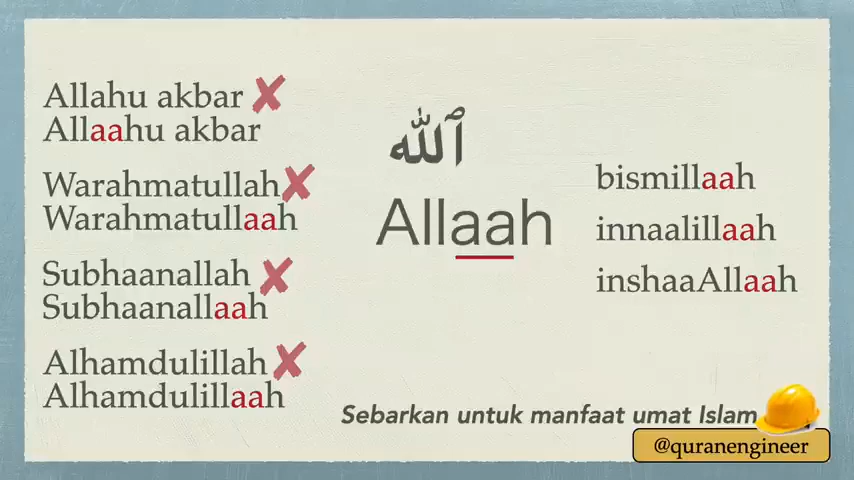 Allahu akbar
Allaahu akbar
Warahmatullah
Warahmatullaah
Subhaanallah
Subhaanallaah
Alhamdulillah
Alhamdulillaah
ٱللّٰه
Allaah
bismillaah
innaalillaah
inshaaAllaah
Sebarkan untuk manfaat umat Islam
@quranengineer